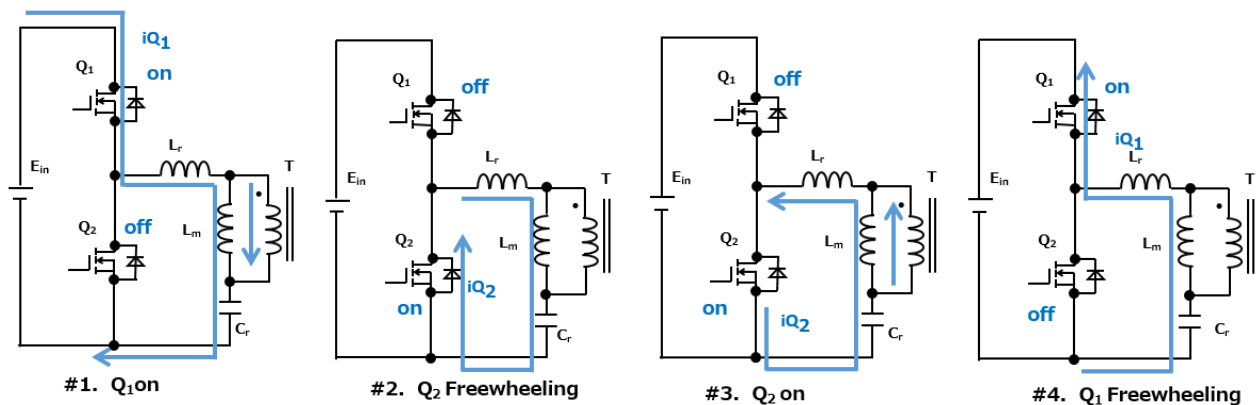 iQ₁
Q₁
on
Lᵣ
Eᵢₙ
T
Q₂
off
Lₘ
Cᵣ
#1. Q₁on
Q₁
off
Lᵣ
Eᵢₙ
T
Q₂
Lₘ
on
iQ₂
Cᵣ
#2. Q₂ Freewheeling
Q₁
off
Lᵣ
Eᵢₙ
T
Q₂
Lₘ
on
iQ₂
Cᵣ
#3. Q₂ on
Q₁
on
iQ₁
Lᵣ
Eᵢₙ
T
Q₂
Lₘ
off
Cᵣ
#4. Q₁ Freewheeling